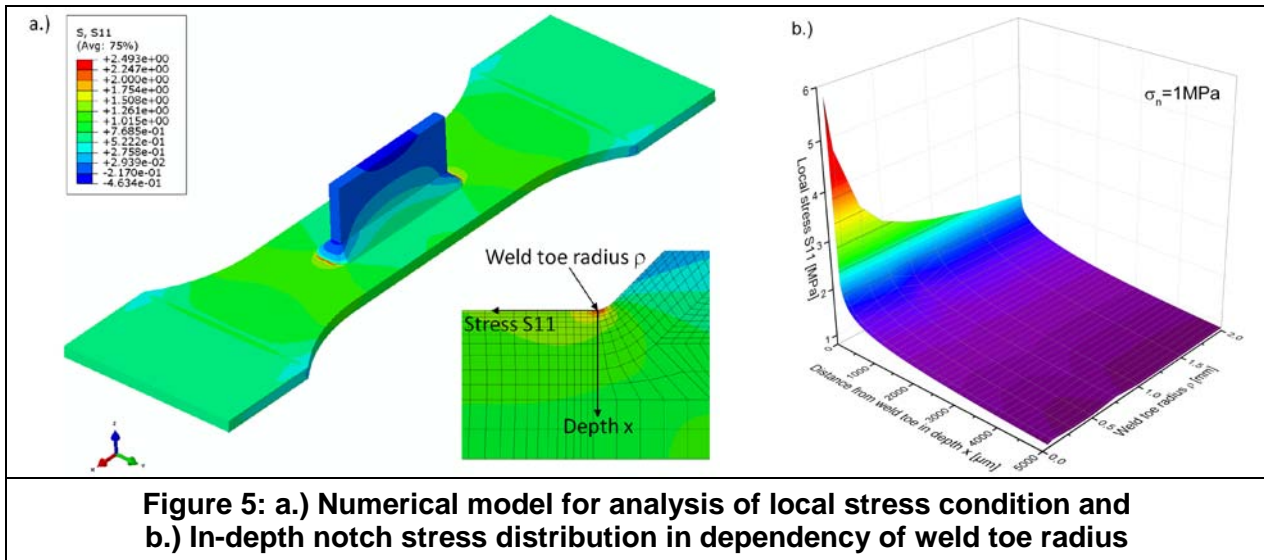 a.)
S, S11
(Avg: 75%)
+2.493e+00
+2.247e+00
+2.000e+00
+1.754e+00
+1.508e+00
+1.261e+00
+1.015e+00
+7.685e-01
+5.222e-01
+2.758e-01
+2.939e-02
-2.170e-01
-4.634e-01
Weld toe radius ρ
Stress S11
Depth x
z
x
y
b.)
σn=1MPa
6
5
4
3
2
1
Local stress S11 [MPa]
0
1000
2000
3000
4000
5000
Distance from weld toe in depth x [µm]
0.0
0.5
1.0
1.5
2.0
Weld toe radius ρ [mm]
Figure 5: a.) Numerical model for analysis of local stress condition and
b.) In-depth notch stress distribution in dependency of weld toe radius